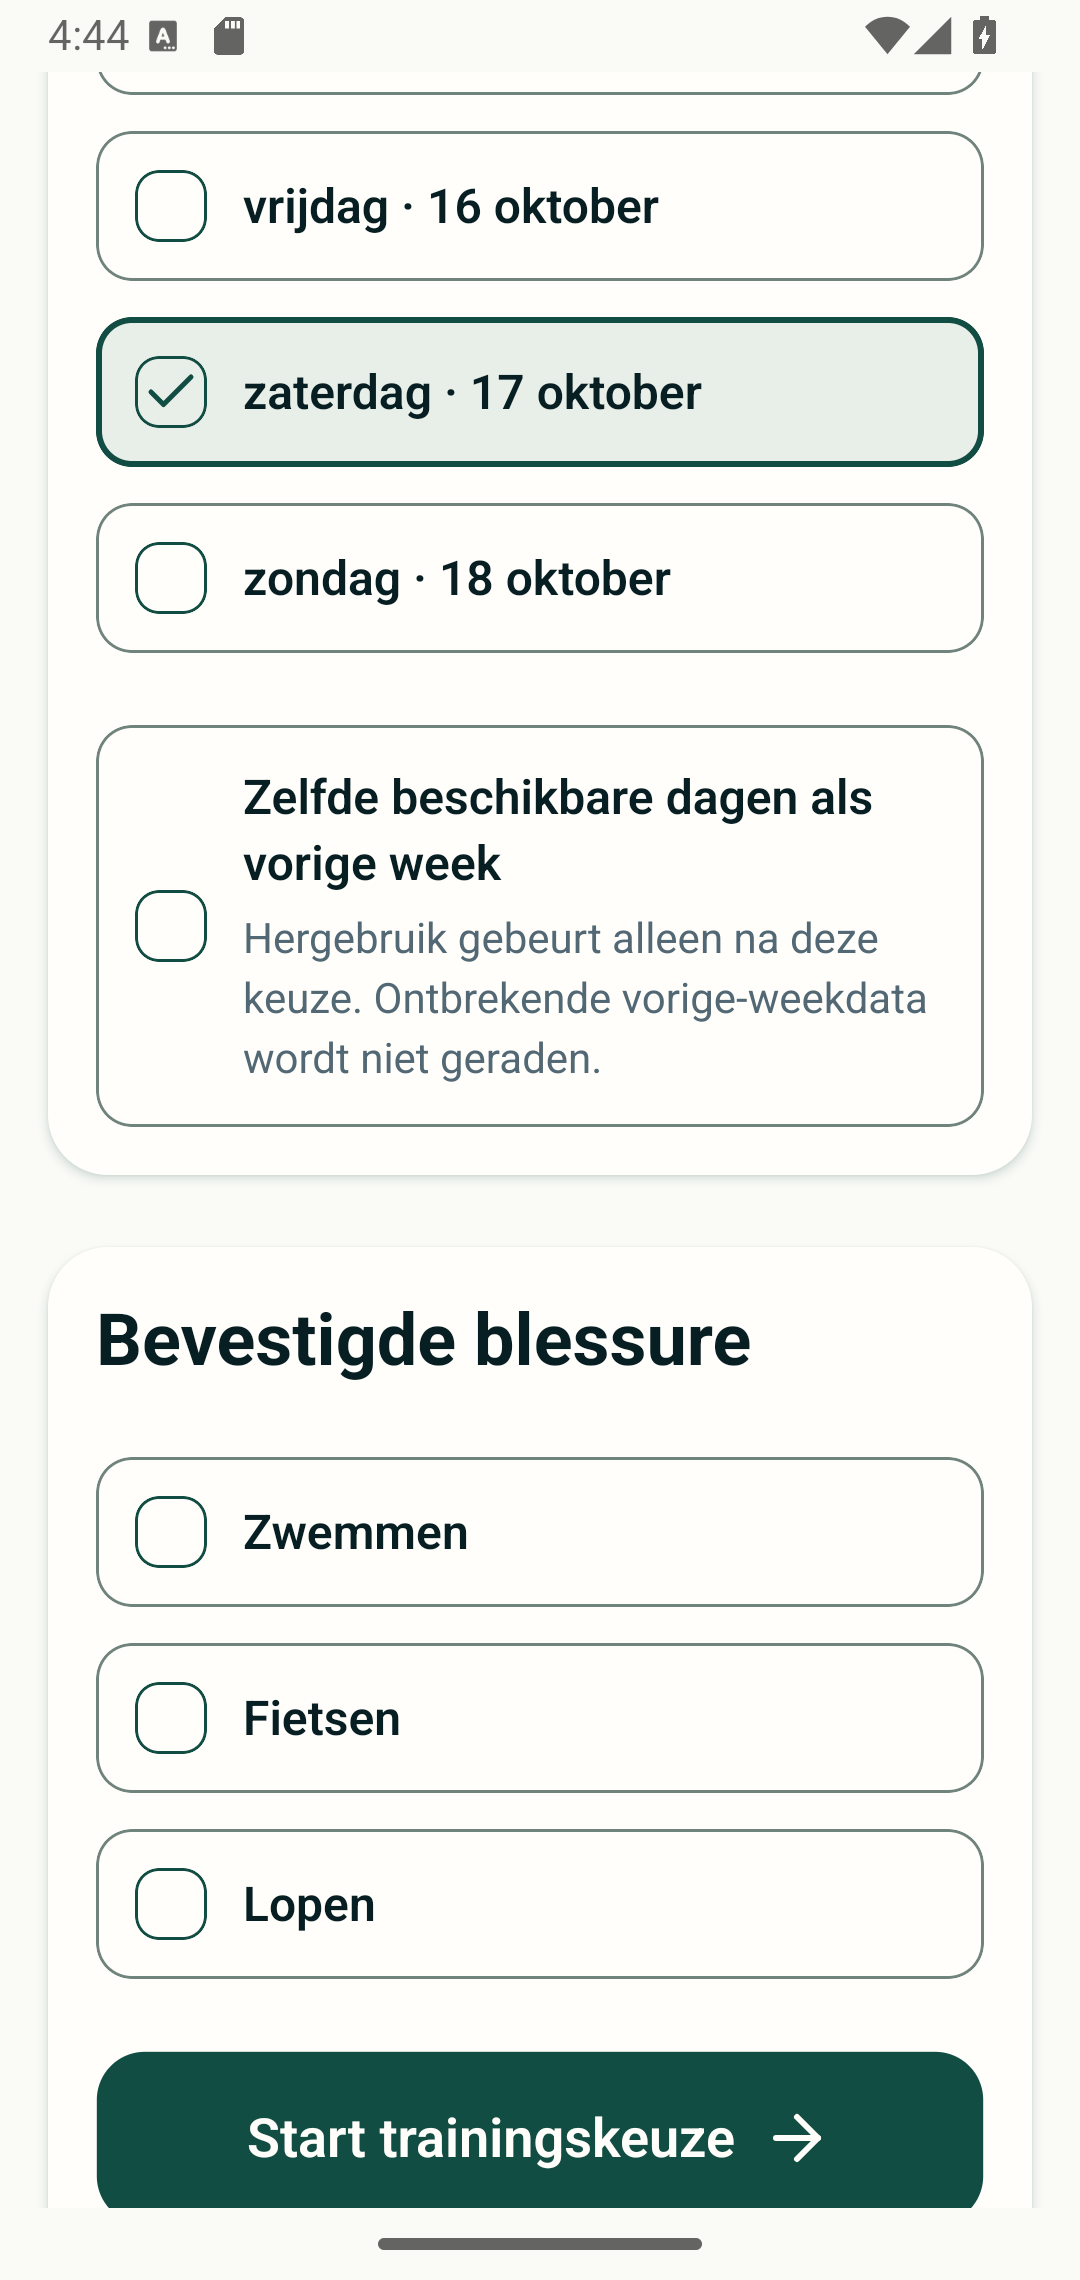 4:44
vrijdag · 16 oktober
zaterdag · 17 oktober
zondag · 18 oktober
Zelfde beschikbare dagen als
vorige week
Hergebruik gebeurt alleen na deze
keuze. Ontbrekende vorige-weekdata
wordt niet geraden.
Bevestigde blessure
Zwemmen
Fietsen
Lopen
Start trainingskeuze